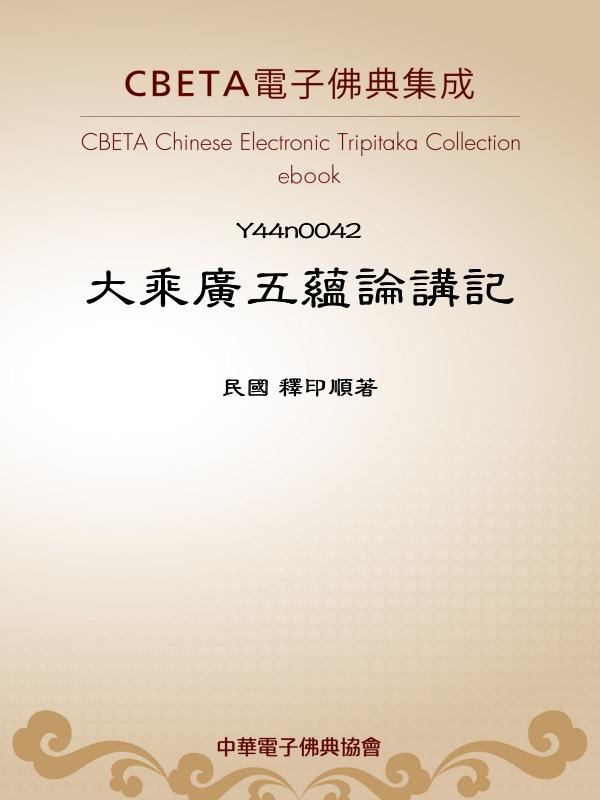 CBETA電子佛典集成
CBETA Chinese Electronic Tripitaka Collection
ebook
Y44n0042
大乘廣五蘊論講記
民國 釋印順著
中華電子佛典協會